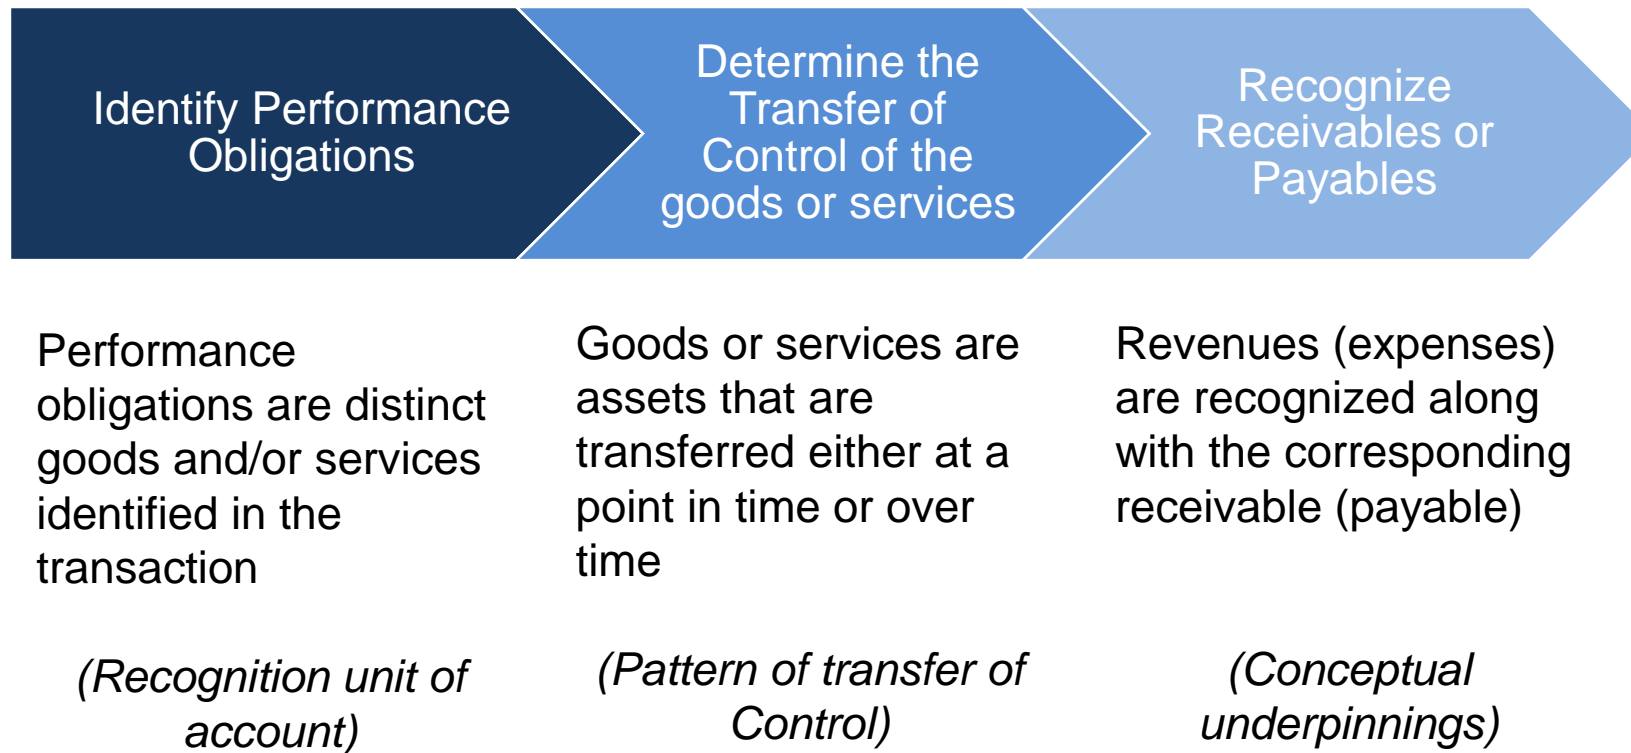 Identify Performance
Obligations
Determine the
Transfer of
Control of the
goods or services
Recognize
Receivables or
Payables
Performance
obligations are distinct
goods and/or services
identified in the
transaction
(Recognition unit of
account)
Goods or services are
assets that are
transferred either at a
point in time or over
time
(Pattern of transfer of
Control)
Revenues (expenses)
are recognized along
with the corresponding
receivable (payable)
(Conceptual
underpinnings)